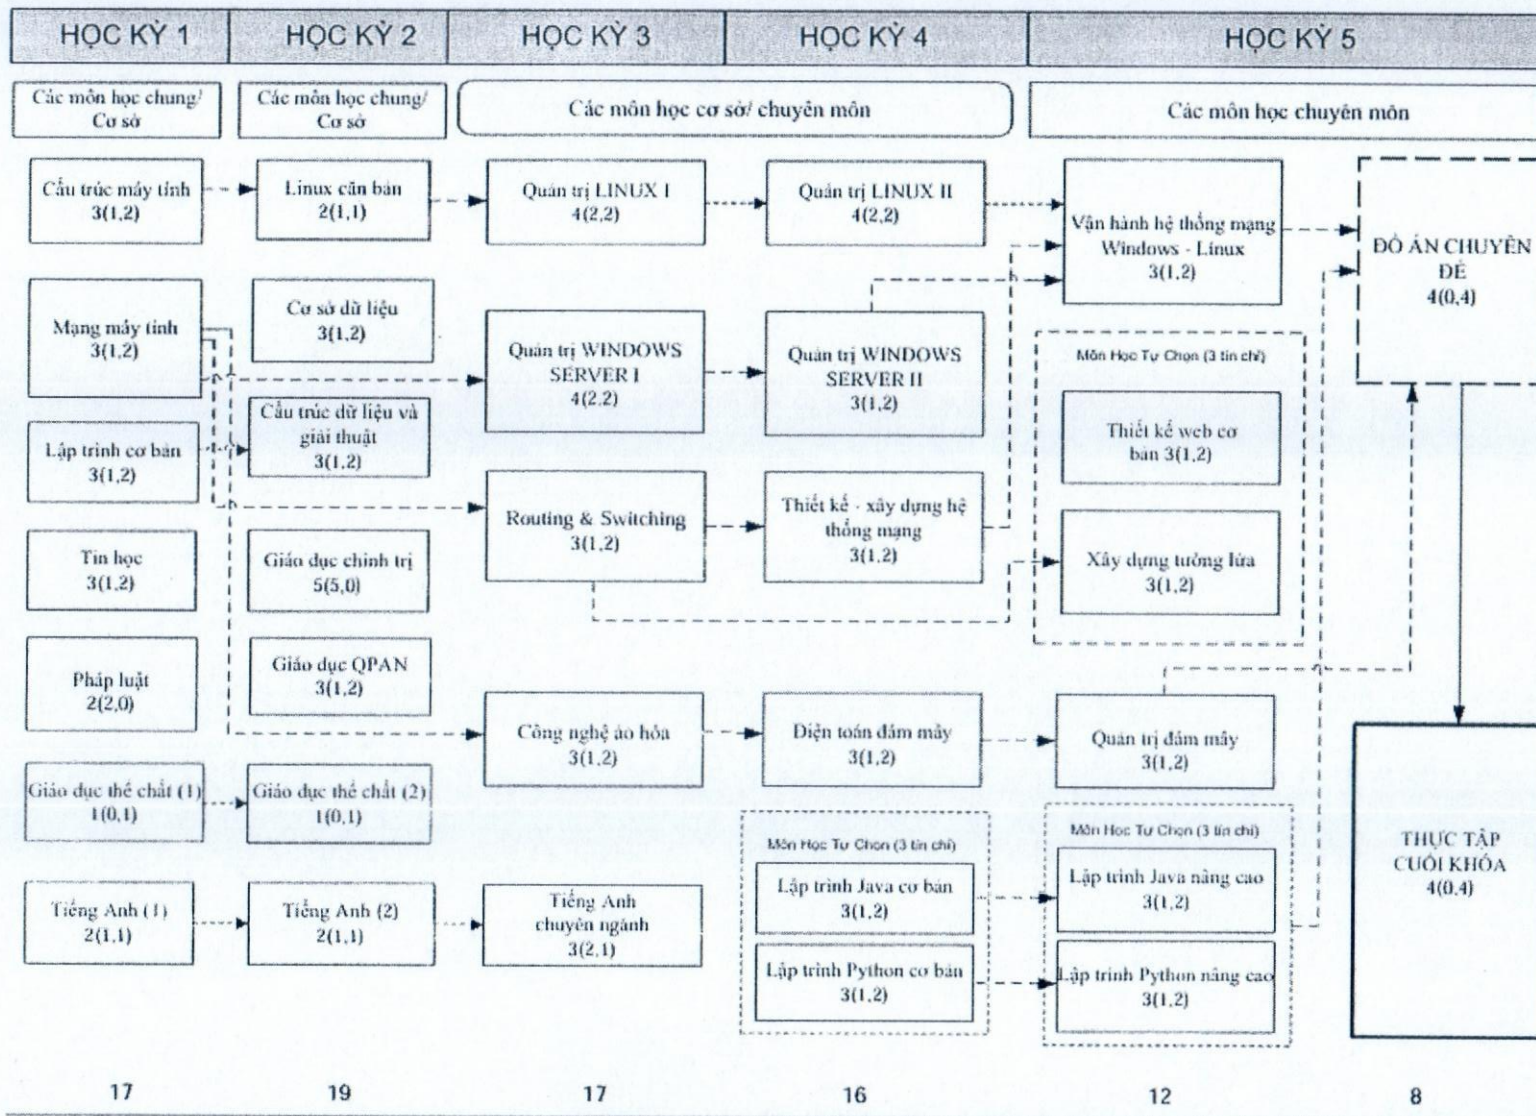 HỌC KỲ 1
HỌC KỲ 2
HỌC KỲ 3
HỌC KỲ 4
HỌC KỲ 5
Các môn học chung/
Cơ sở
Các môn học chung/
Cơ sở
Các môn học cơ sở/ chuyên môn
Các môn học chuyên môn
Cấu trúc máy tính
3(1,2)
Mạng máy tính
3(1,2)
Lập trình cơ bản
3(1,2)
Tin học
3(1,2)
Pháp luật
2(2,0)
Giáo dục thể chất (1)
1(0,1)
Tiếng Anh (1)
2(1,1)
Linux căn bản
2(1,1)
Cơ sở dữ liệu
3(1,2)
Cấu trúc dữ liệu và
giải thuật
3(1,2)
Giáo dục chính trị
5(5,0)
Giáo dục QPAN
3(1,2)
Giáo dục thể chất (2)
1(0,1)
Tiếng Anh (2)
2(1,1)
Quản trị LINUX I
4(2,2)
Quản trị WINDOWS
SERVER I
4(2,2)
Routing & Switching
3(1,2)
Công nghệ ảo hóa
3(1,2)
Tiếng Anh
chuyên ngành
3(2,1)
Quản trị LINUX II
4(2,2)
Quản trị WINDOWS
SERVER II
3(1,2)
Thiết kế - xây dựng hệ
thống mạng
3(1,2)
Điện toán đám mây
3(1,2)
Môn Học Tự Chọn (3 tín chỉ)
Lập trình Java cơ bản
3(1,2)
Lập trình Python cơ bản
3(1,2)
Vận hành hệ thống mạng
Windows - Linux
3(1,2)
Môn Học Tự Chọn (3 tín chỉ)
Thiết kế web cơ
bản 3(1,2)
Xây dựng tường lửa
3(1,2)
Quản trị đám mây
3(1,2)
Môn Học Tự Chọn (3 tín chỉ)
Lập trình Java nâng cao
3(1,2)
Lập trình Python nâng cao
3(1,2)
ĐỒ ÁN CHUYÊN
ĐỀ
4(0,4)
THỰC TẬP
CUỐI KHÓA
4(0,4)
17
19
17
16
12
8